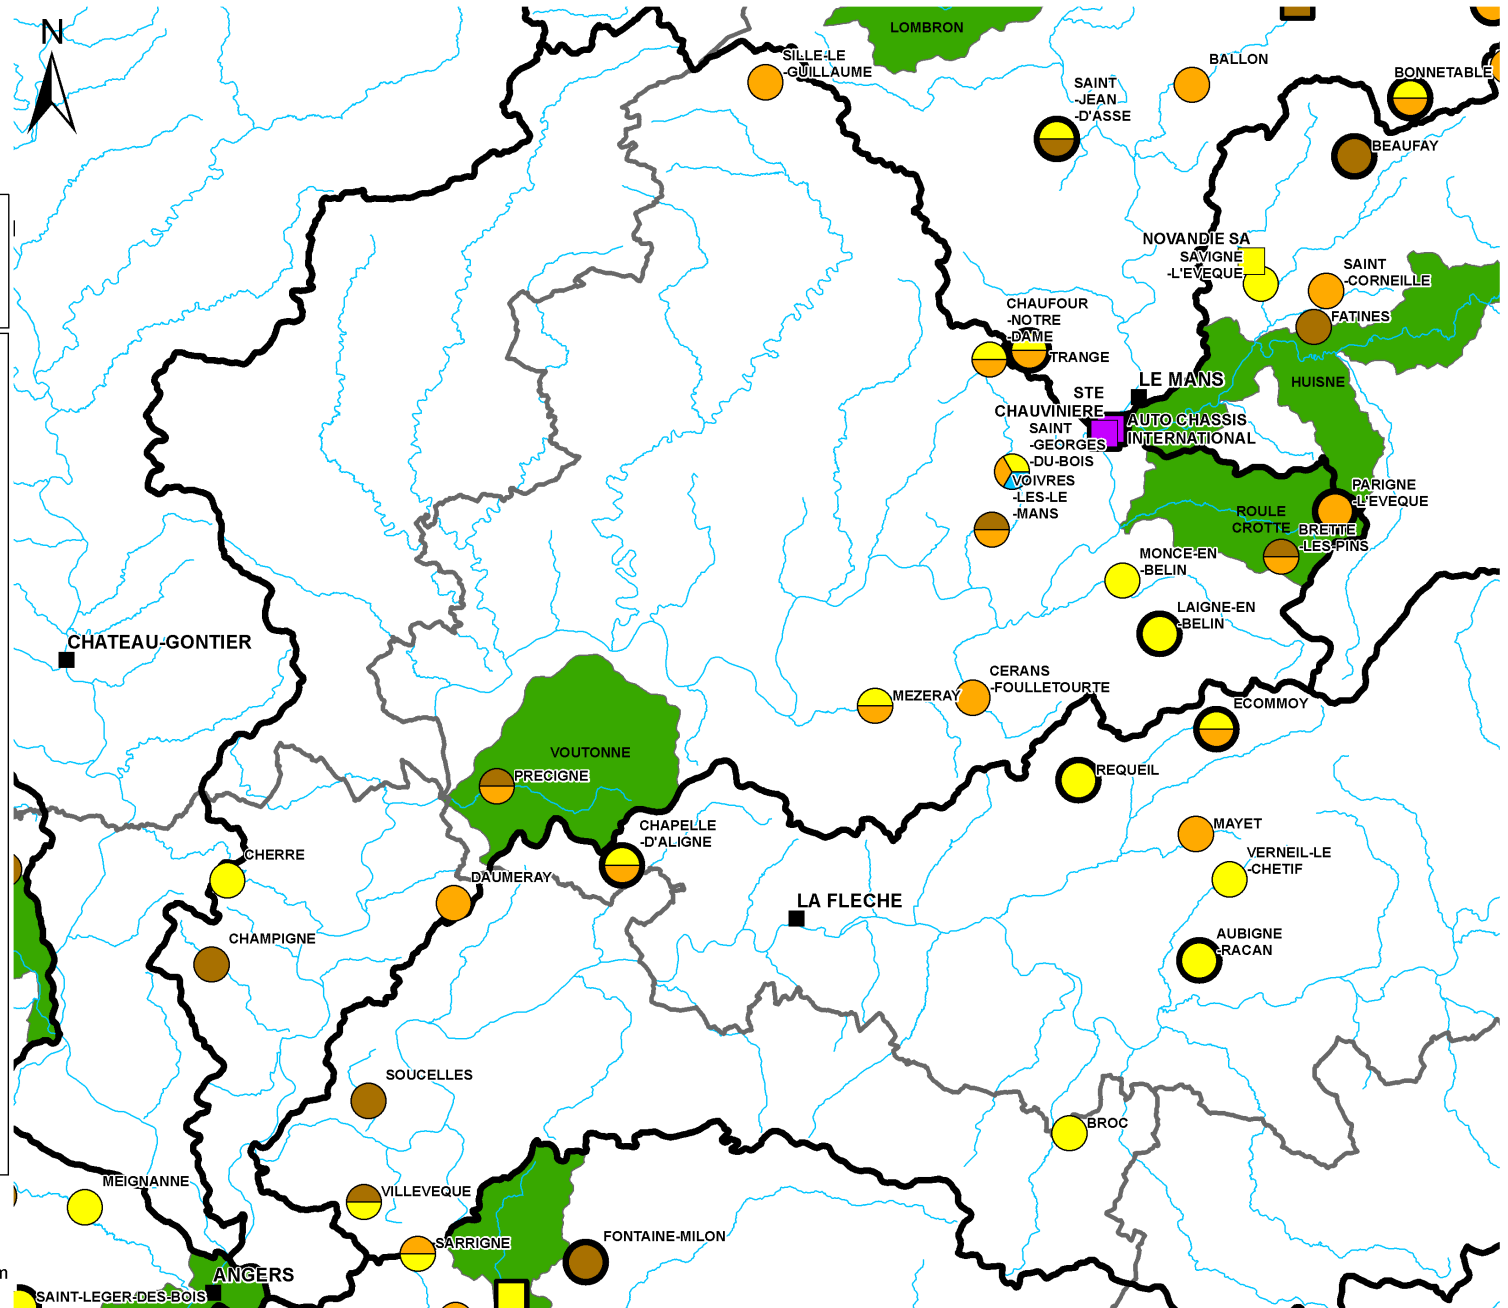 N
LOMBRON
SILLE-LE
-GUILLAUME
BALLON
BONNETABLE
SAINT
-JEAN
-D'ASSE
BEAUFAY
NOVANDIE SA
SAVIGNE
-L'EVEQUE
SAINT
-CORNEILLE
FATINES
CHAUFOUR
-NOTRE
-DAME
TRANGE
LE MANS
HUISNE
STE
CHAUVINIERE
AUTO CHASSIS
INTERNATIONAL
SAINT
-GEORGES
-DU-BOIS
VOIVRES
-LES-LE
-MANS
PARIGNE
-L'EVEQUE
ROULE
CROTTE
BRETTE
-LES-PINS
MONCE-EN
-BELIN
LAIGNE-EN
-BELIN
CHATEAU-GONTIER
CERANS
-FOULLETOURTE
MEZERAY
ECOMMOY
VOUTONNE
PRECIGNE
REQUEIL
CHAPELLE
-D'ALIGNE
MAYET
CHERRE
VERNEIL-LE
-CHETIF
DAUMERAY
LA FLECHE
CHAMPIGNE
AUBIGNE
-RACAN
SOUCELLES
BROC
MEIGNANNE
VILLEVEQUE
SARRIGNE
FONTAINE-MILON
ANGERS
m
SAINT-LEGER-DES-BOIS